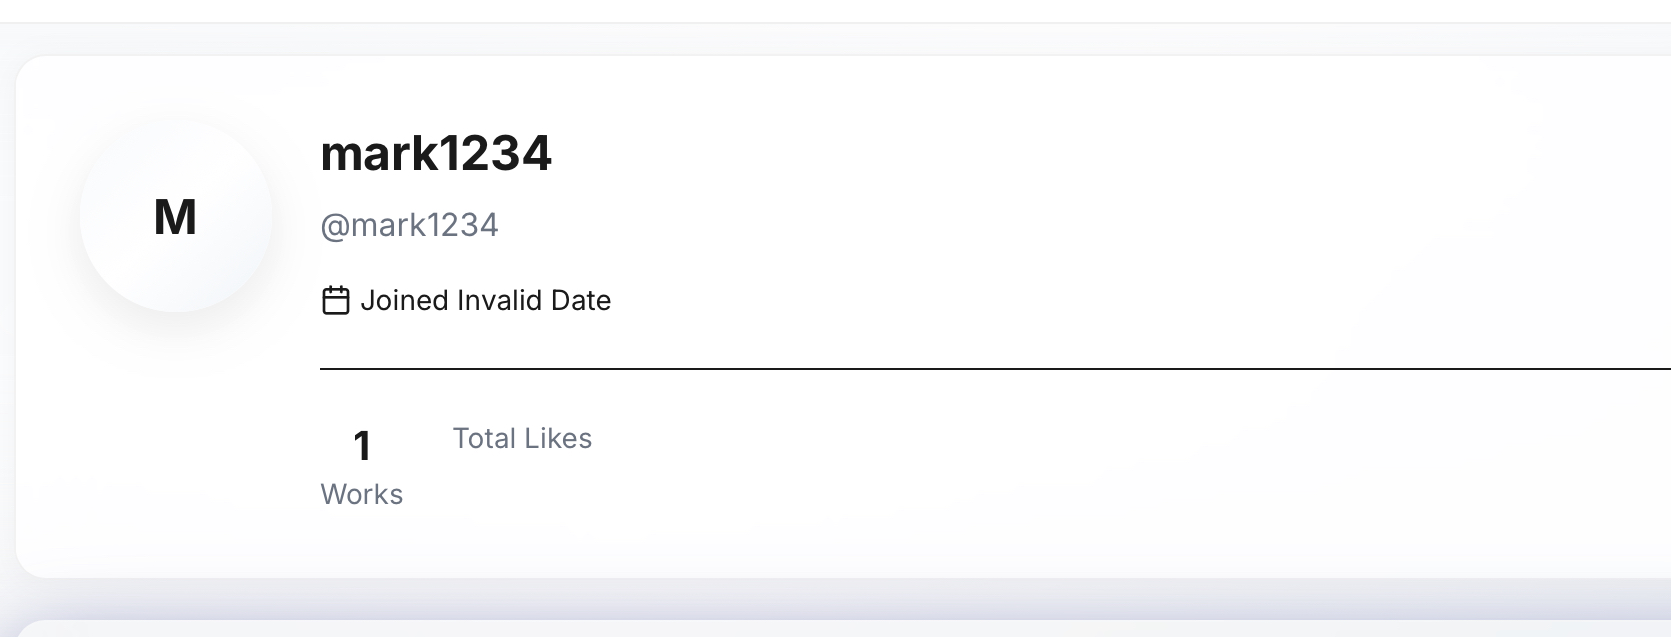 M
mark1234
@mark1234
Joined Invalid Date
1
Works
Total Likes